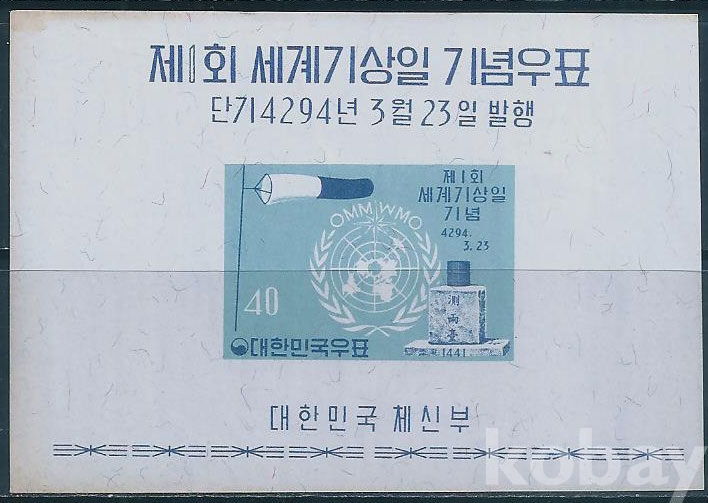 제1회 세계기상일 기념우표
단기4294년 3월 23일 발행
제1회
세계기상일
기념
4294.
3.23
OMM WMO
40
測雨臺
1441
대한민국우표
대한민국 체신부
kobay